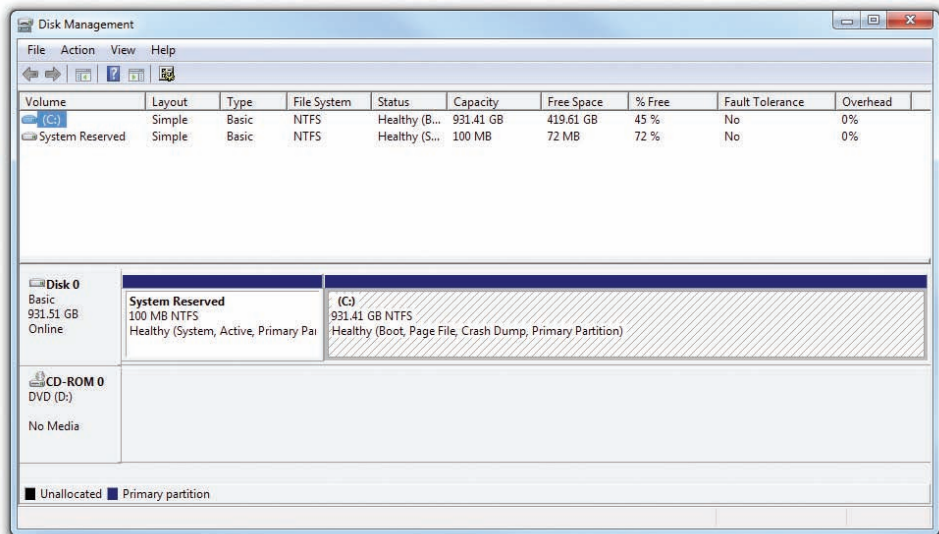 Disk Management
File Action View Help
Volume Layout Type File System Status Capacity Free Space % Free Fault Tolerance Overhead
(C:) Simple Basic NTFS Healthy (B... 931.41 GB 419.61 GB 45 % No 0%
System Reserved Simple Basic NTFS Healthy (S... 100 MB 72 MB 72 % No 0%
Disk 0
Basic
931.51 GB
Online
System Reserved
100 MB NTFS
Healthy (System, Active, Primary Pa
(C:)
931.41 GB NTFS
Healthy (Boot, Page File, Crash Dump, Primary Partition)
CD-ROM 0
DVD (D:)
No Media
Unallocated Primary partition